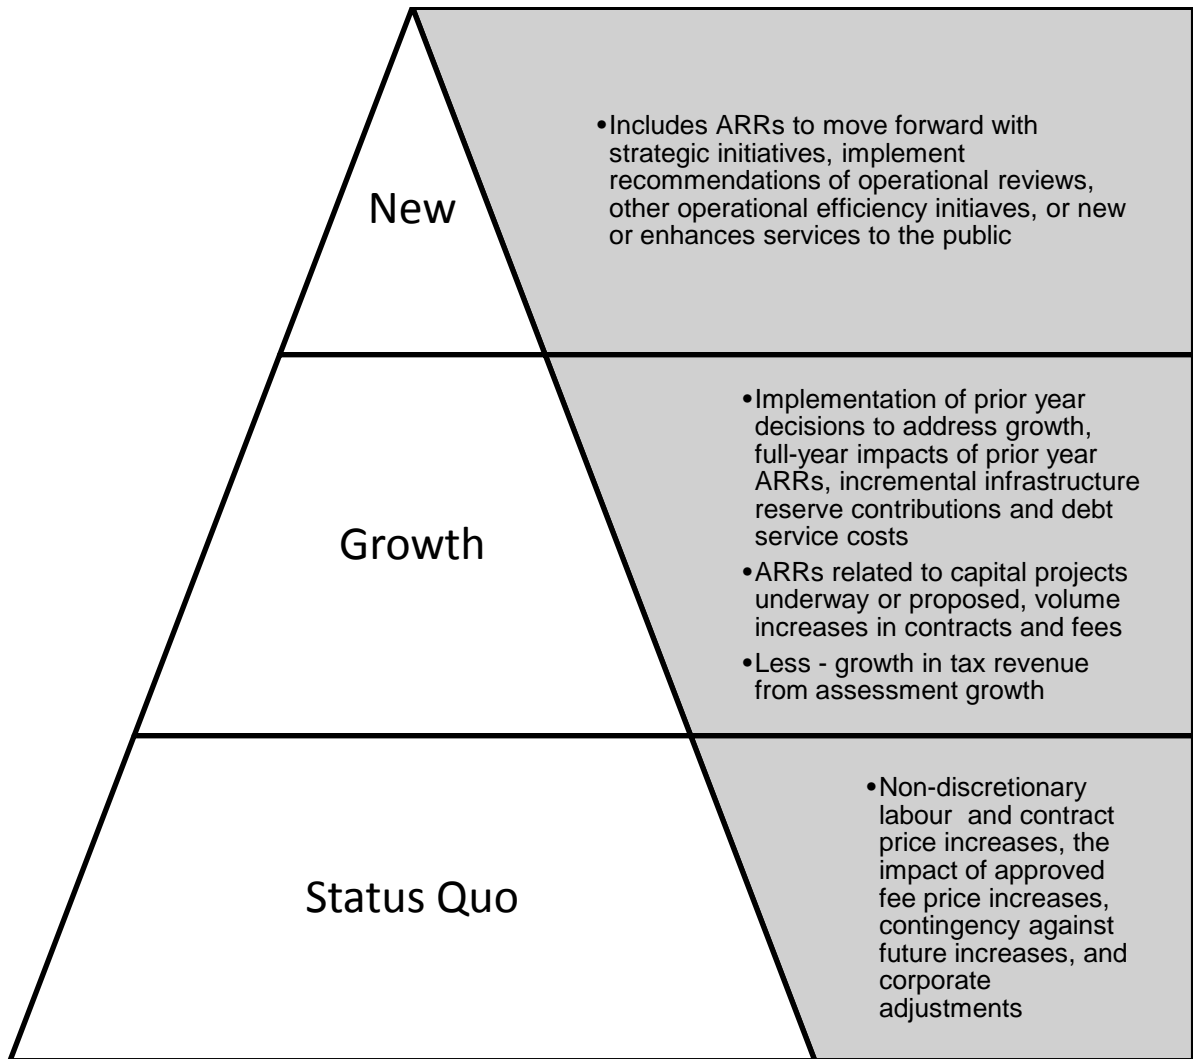 New
•Includes ARRs to move forward with
strategic initiatives, implement
recommendations of operational reviews,
other operational efficiency initiaves, or new
or enhances services to the public
Growth
•Implementation of prior year
decisions to address growth,
full-year impacts of prior year
ARRs, incremental infrastructure
reserve contributions and debt
service costs
•ARRs related to capital projects
underway or proposed, volume
increases in contracts and fees
•Less - growth in tax revenue
from assessment growth
Status Quo
•Non-discretionary
labour  and contract
price increases, the
impact of approved
fee price increases,
contingency against
future increases, and
corporate
adjustments